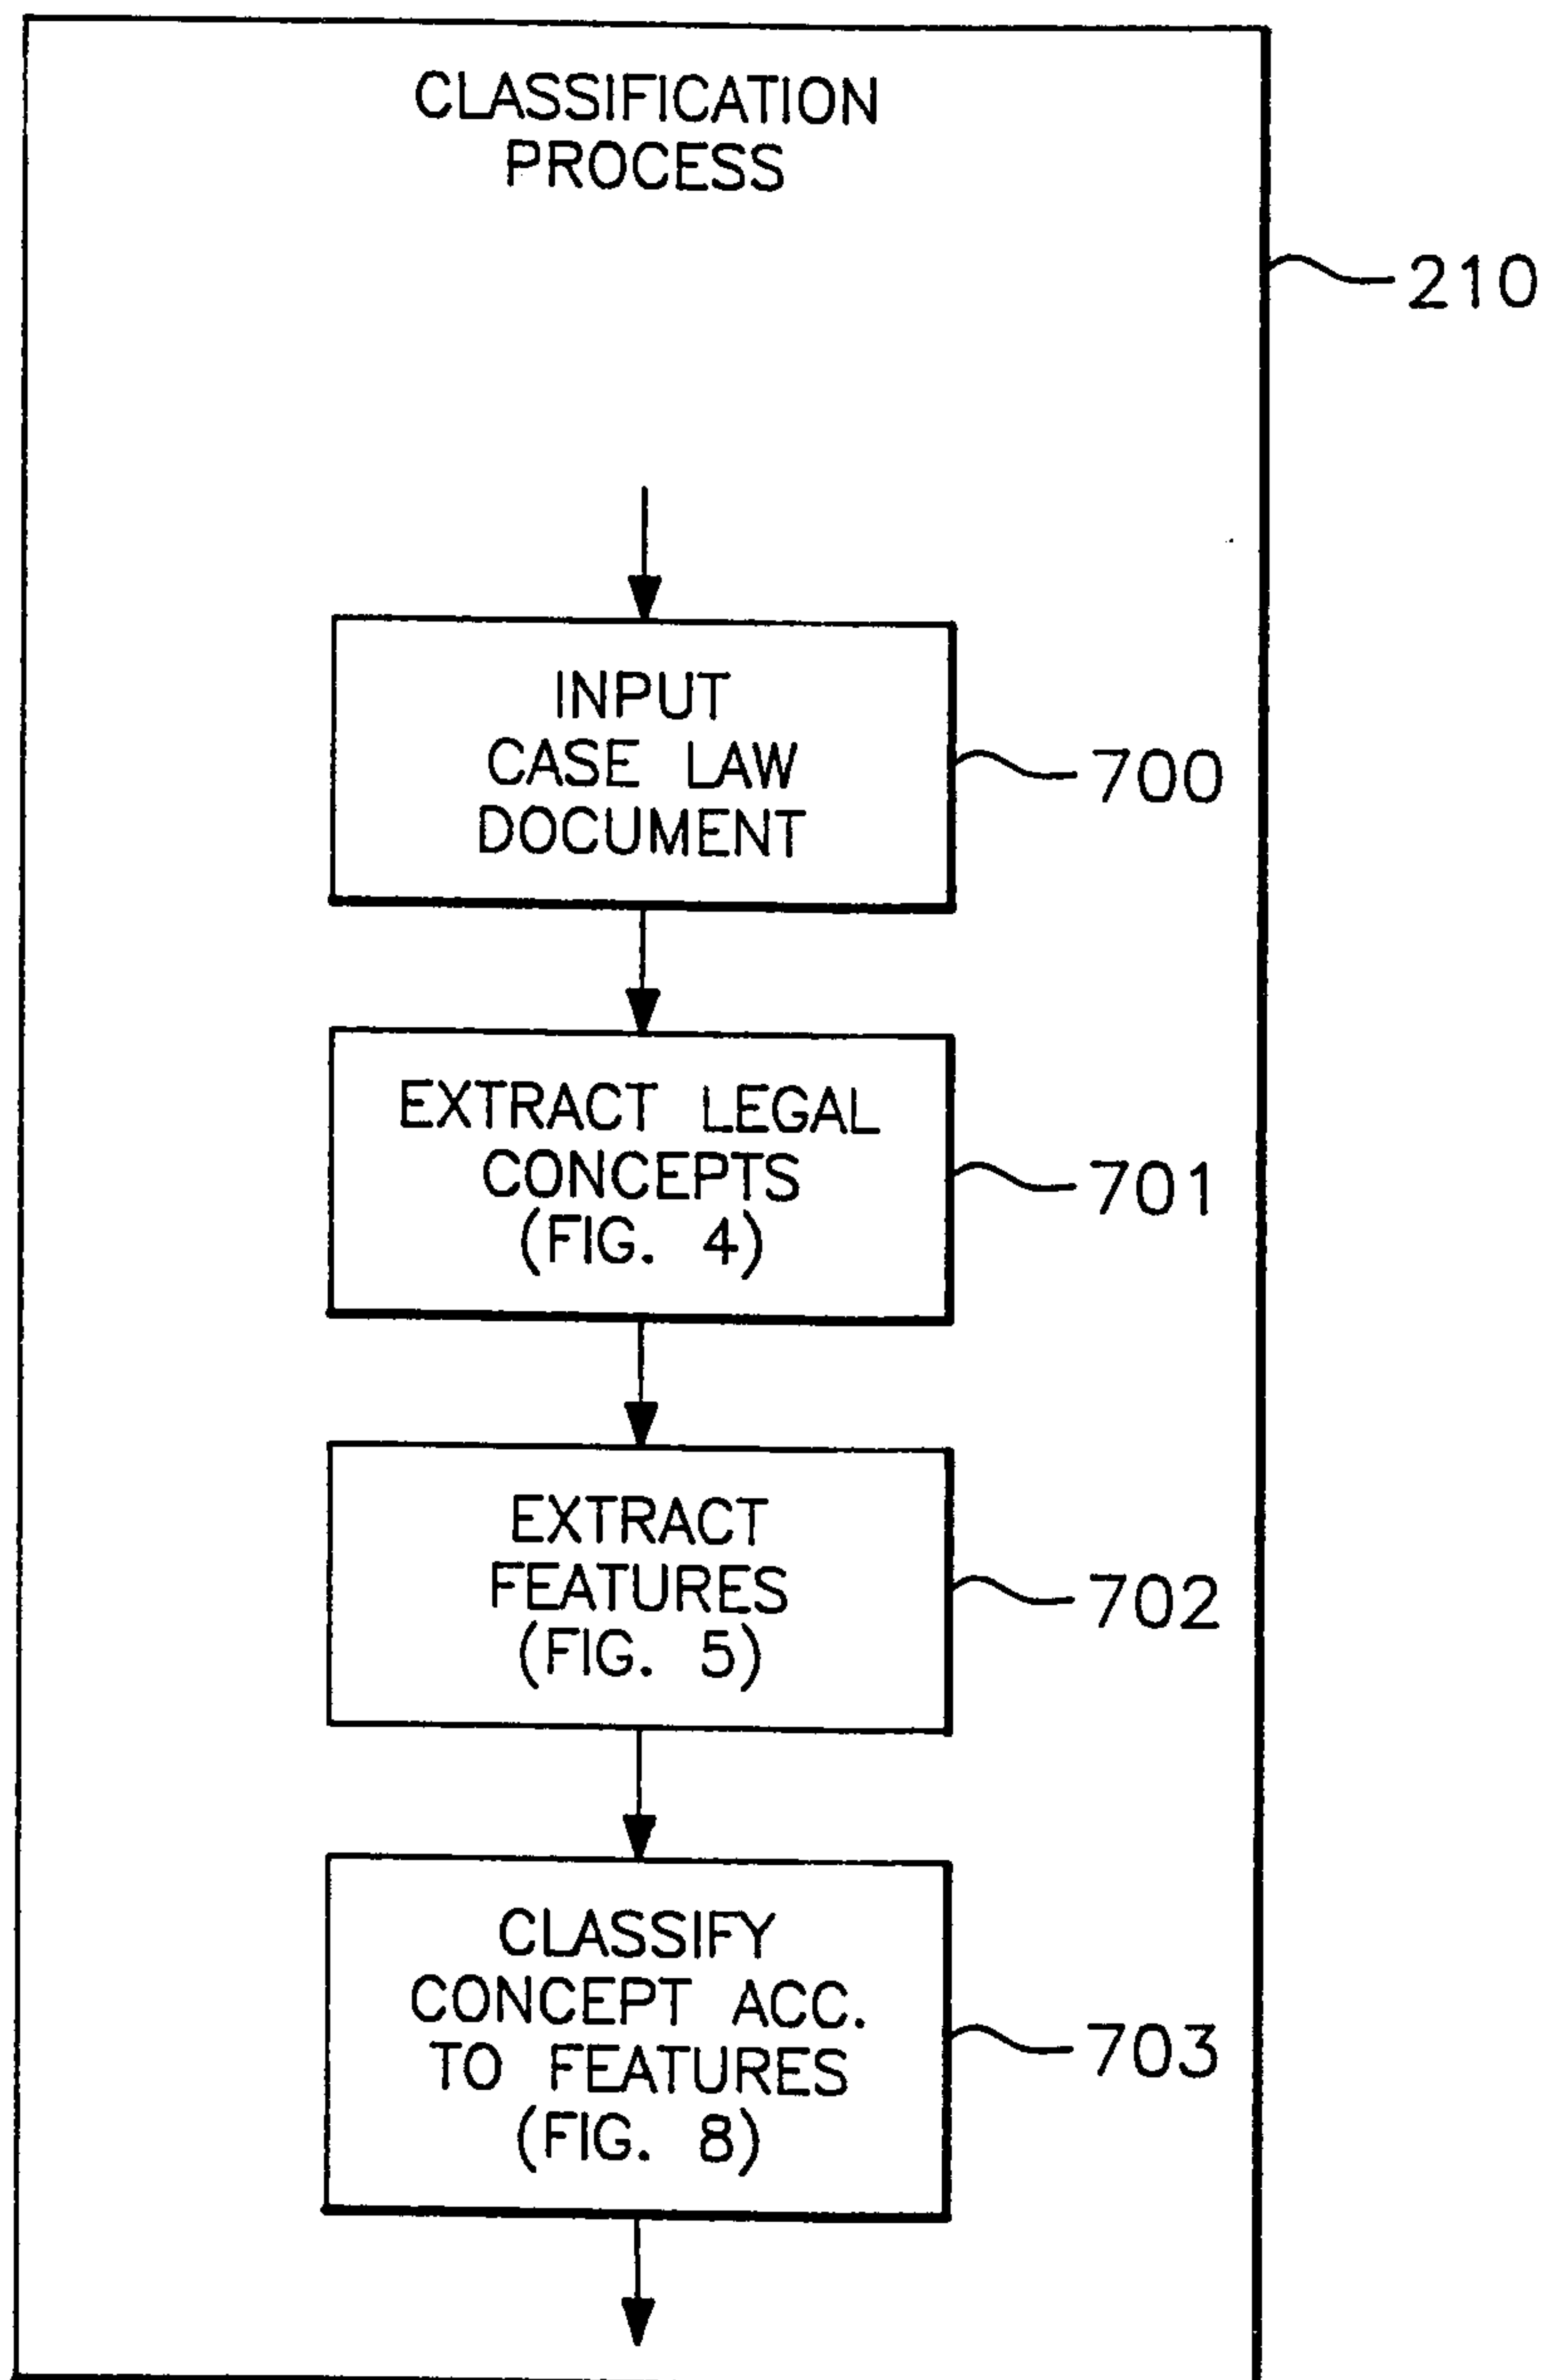 CLASSIFICATION
PROCESS
210
INPUT
CASE LAW
DOCUMENT
700
EXTRACT LEGAL
CONCEPTS
(FIG. 4)
701
EXTRACT
FEATURES
(FIG. 5)
702
CLASSIFY
CONCEPT ACC.
TO FEATURES
(FIG. 8)
703